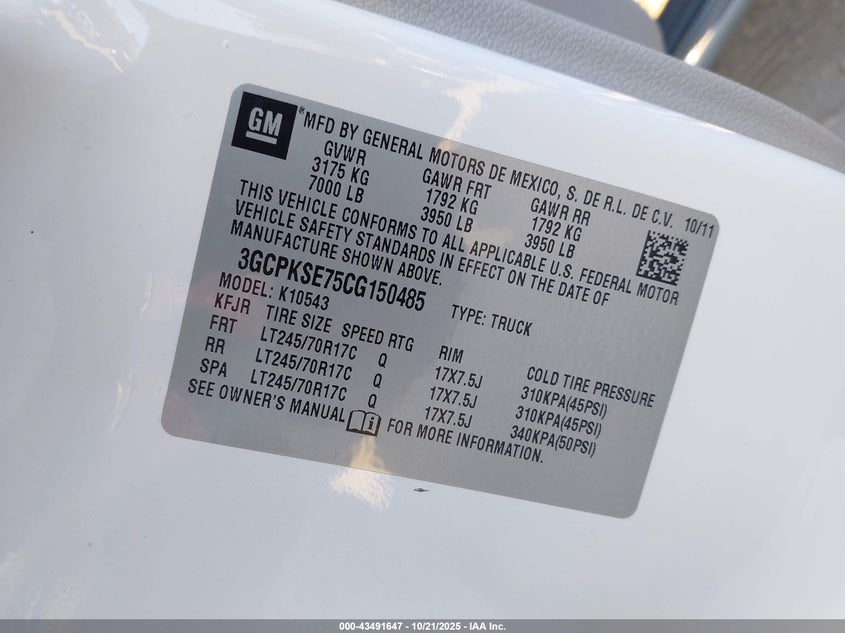 GM
®MFD BY GENERAL MOTORS DE MEXICO, S. DE R.L. DE C.V. 10/11
GVWR GAWR FRT GAWR RR
3175 KG 1792 KG 1792 KG
7000 LB 3950 LB 3950 LB
THIS VEHICLE CONFORMS TO ALL APPLICABLE U.S. FEDERAL MOTOR
VEHICLE SAFETY STANDARDS IN EFFECT ON THE DATE OF
MANUFACTURE SHOWN ABOVE.
3GCPKSE75CG150485 TYPE: TRUCK
MODEL: K10543
KFJR TIRE SIZE SPEED RTG RIM COLD TIRE PRESSURE
FRT LT245/70R17C Q 17X7.5J 310KPA(45PSI)
RR LT245/70R17C Q 17X7.5J 310KPA(45PSI)
SPA LT245/70R17C Q 17X7.5J 340KPA(50PSI)
SEE OWNER'S MANUAL FOR MORE INFORMATION.
000-43491647 - 10/21/2025 - IAA Inc.